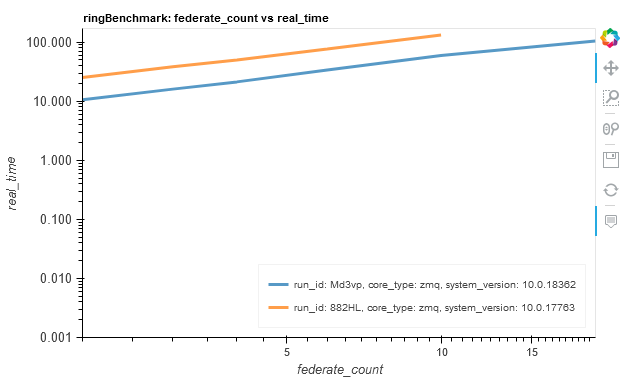 ringBenchmark: federate_count vs real_time
100.000
10.000
1.000
0.100
0.010
0.001
real_time
run_id: Md3vp, core_type: zmq, system_version: 10.0.18362
run_id: 882HL, core_type: zmq, system_version: 10.0.17763
5
10
15
federate_count